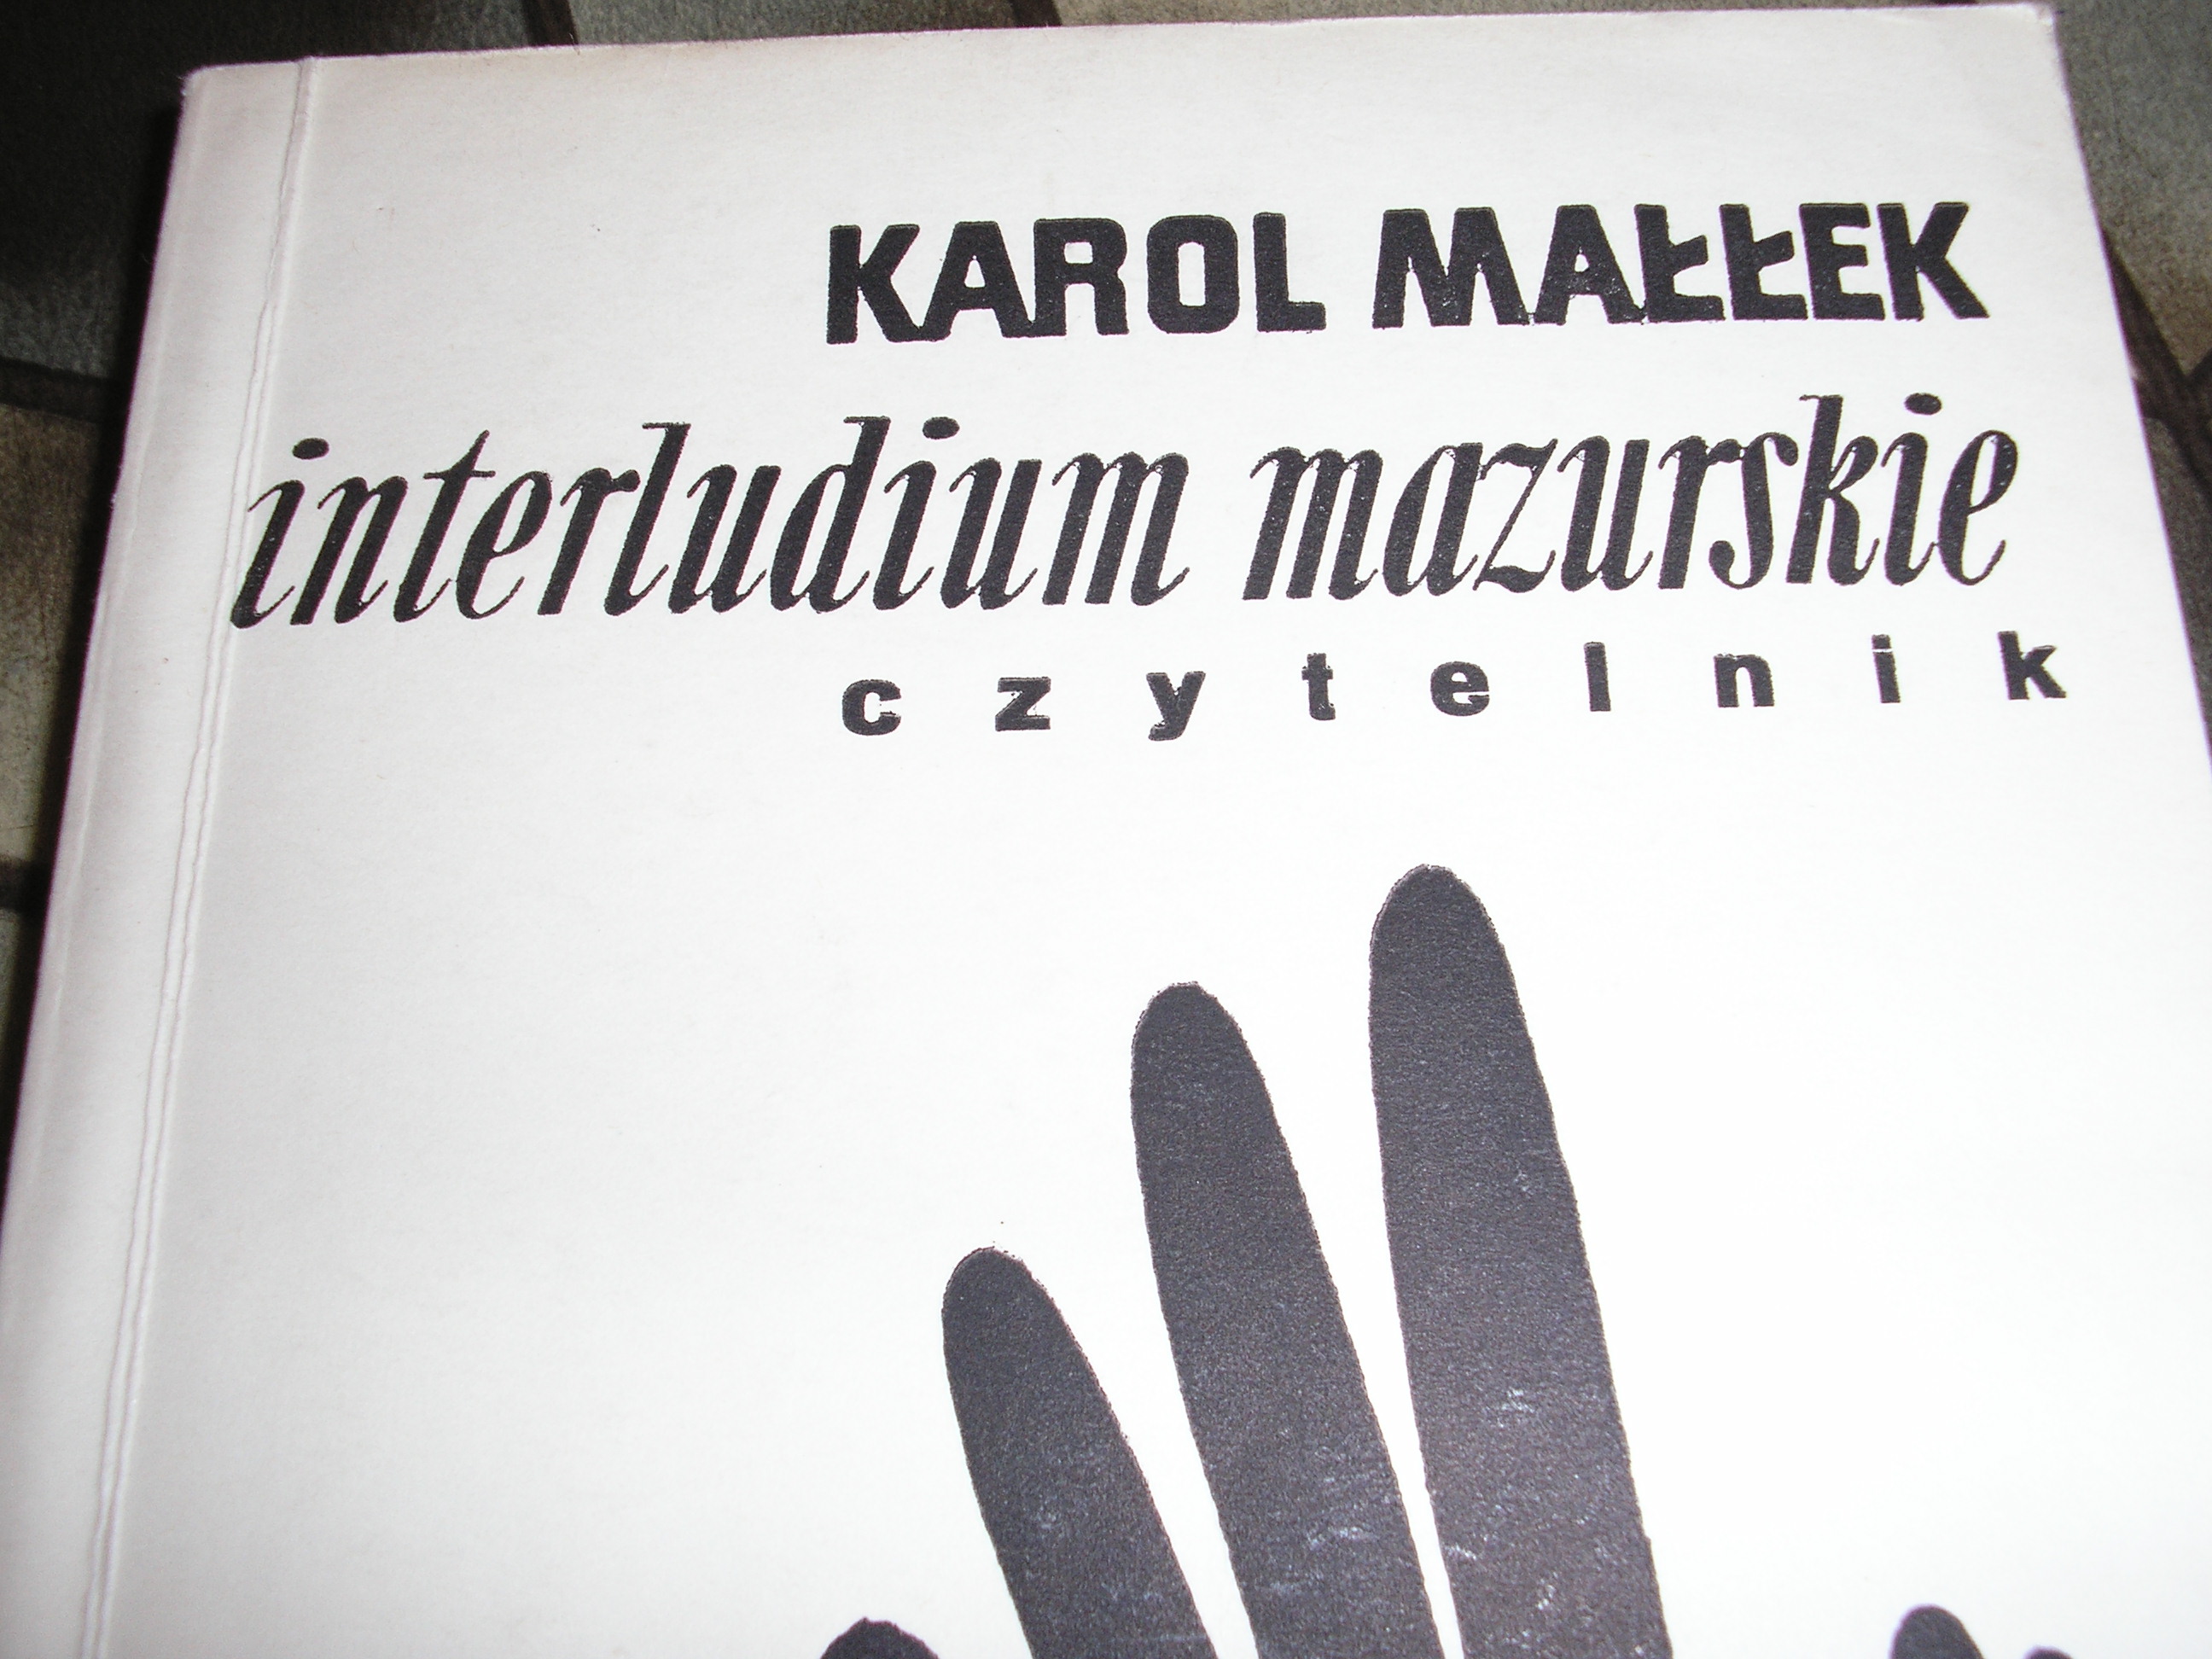 KAROL MAŁŁEK
interludium mazurskie
czytelnik